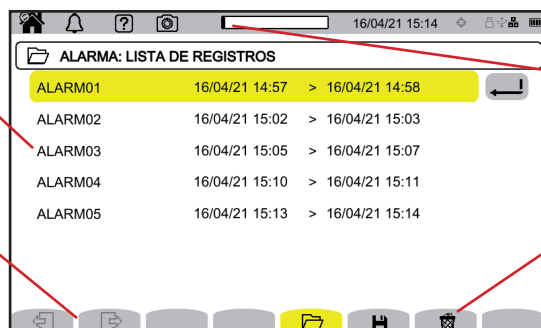 16/04/21 15:14
ALARMA: LISTA DE REGISTROS
ALARM01 16/04/21 14:57 > 16/04/21 14:58
ALARM02 16/04/21 15:02 > 16/04/21 15:03
ALARM03 16/04/21 15:05 > 16/04/21 15:07
ALARM04 16/04/21 15:10 > 16/04/21 15:11
ALARM05 16/04/21 15:13 > 16/04/21 15:14